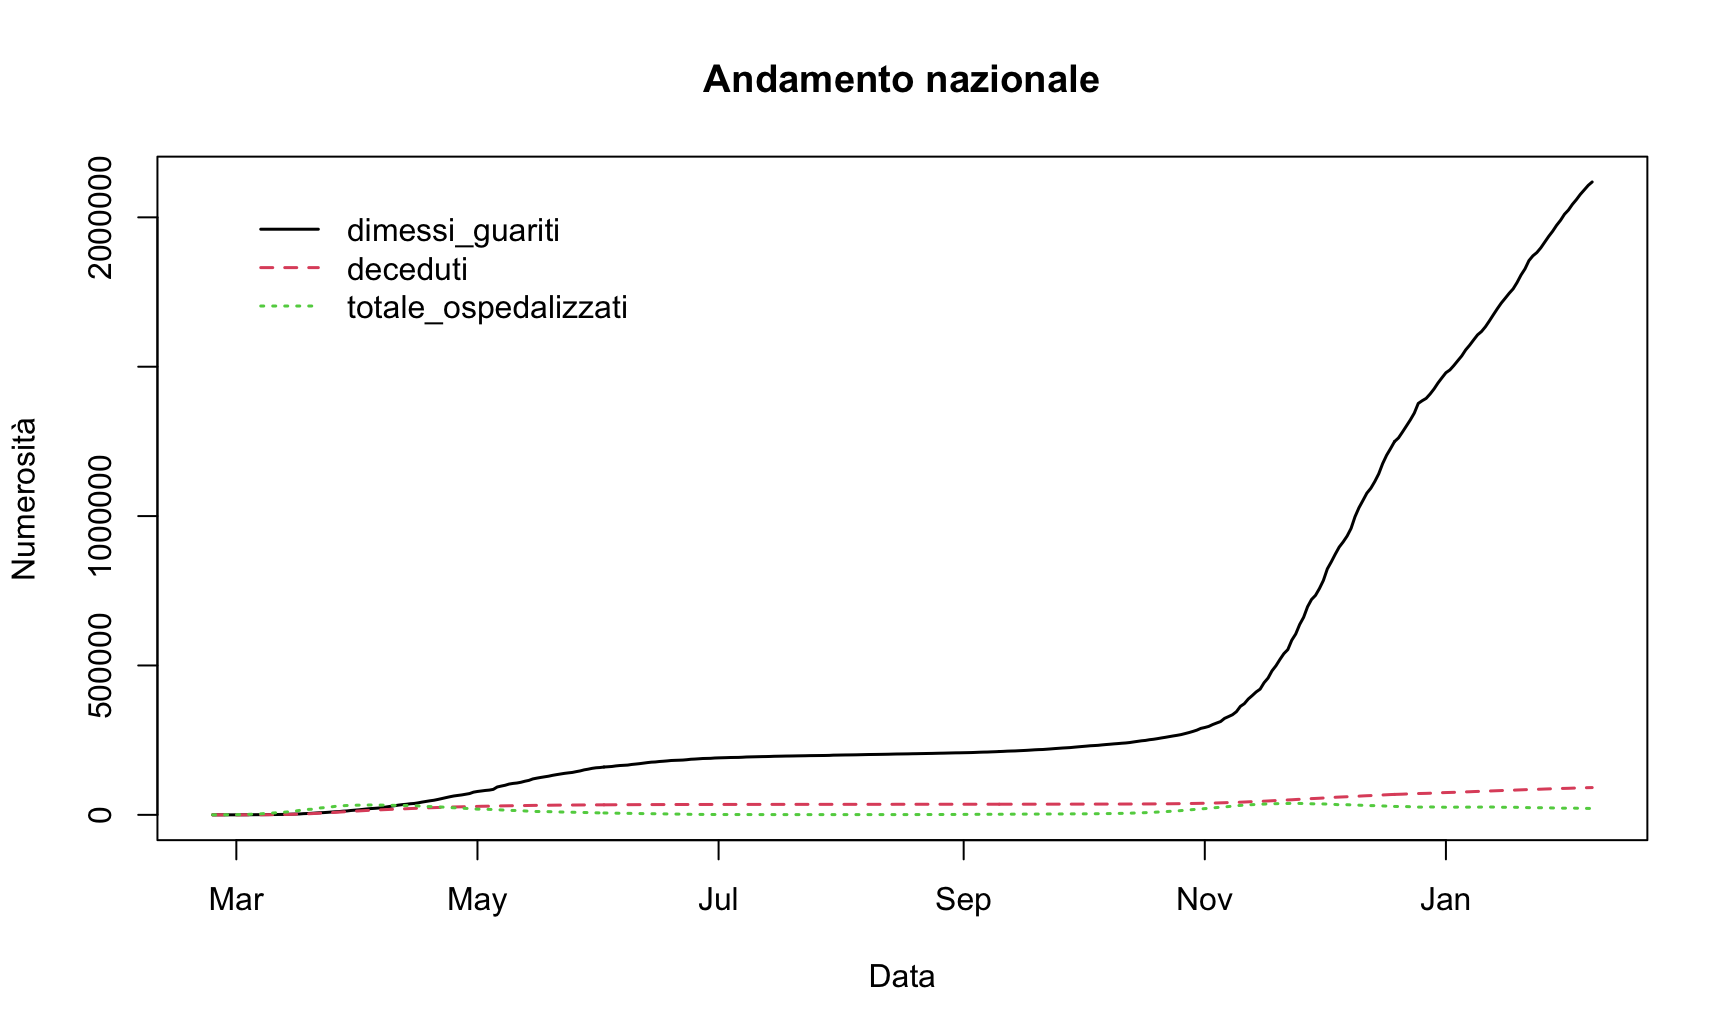 Andamento nazionale
dimessi_guariti
deceduti
totale_ospedalizzati
Numerosità
2000000
1000000
500000
0
Mar May Jul Sep Nov Jan
Data